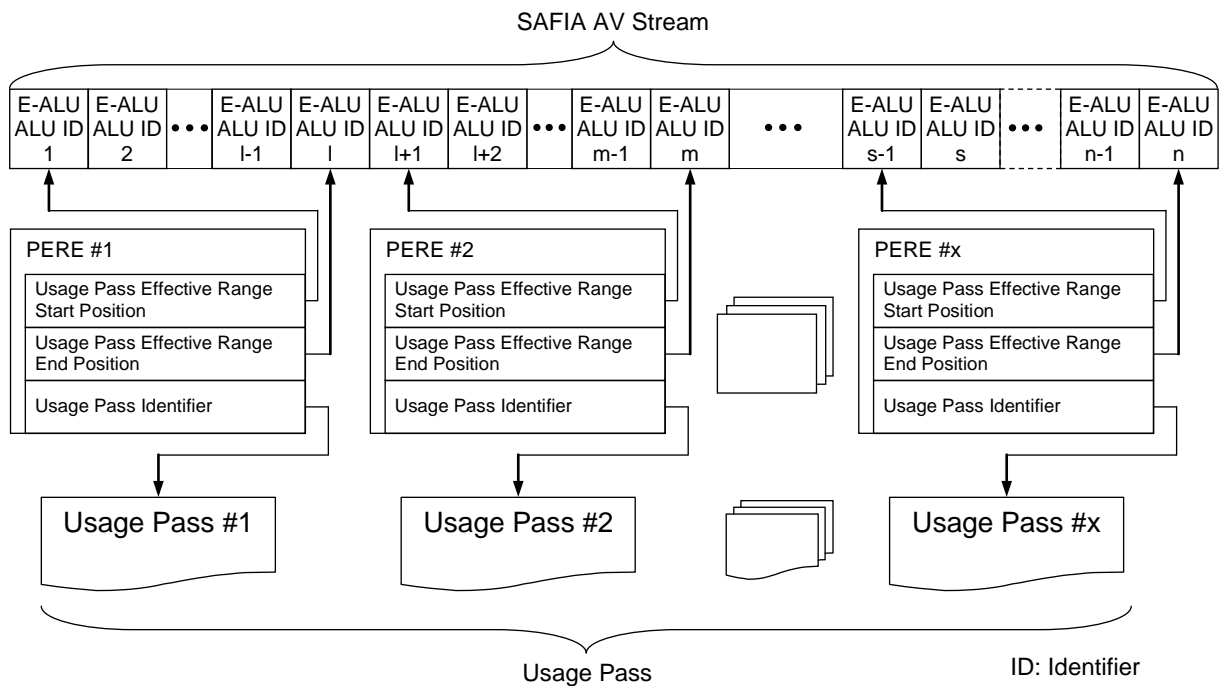 SAFIA AV Stream
E-ALU
ALU ID
1
E-ALU
ALU ID
2
•••
E-ALU
ALU ID
l-1
E-ALU
ALU ID
l
E-ALU
ALU ID
l+1
E-ALU
ALU ID
l+2
•••
E-ALU
ALU ID
m-1
E-ALU
ALU ID
m
•••
E-ALU
ALU ID
s-1
E-ALU
ALU ID
s
•••
E-ALU
ALU ID
n-1
E-ALU
ALU ID
n
PERE #1
Usage Pass Effective Range
Start Position
Usage Pass Effective Range
End Position
Usage Pass Identifier
PERE #2
Usage Pass Effective Range
Start Position
Usage Pass Effective Range
End Position
Usage Pass Identifier
PERE #x
Usage Pass Effective Range
Start Position
Usage Pass Effective Range
End Position
Usage Pass Identifier
Usage Pass #1
Usage Pass #2
Usage Pass #x
Usage Pass
ID: Identifier